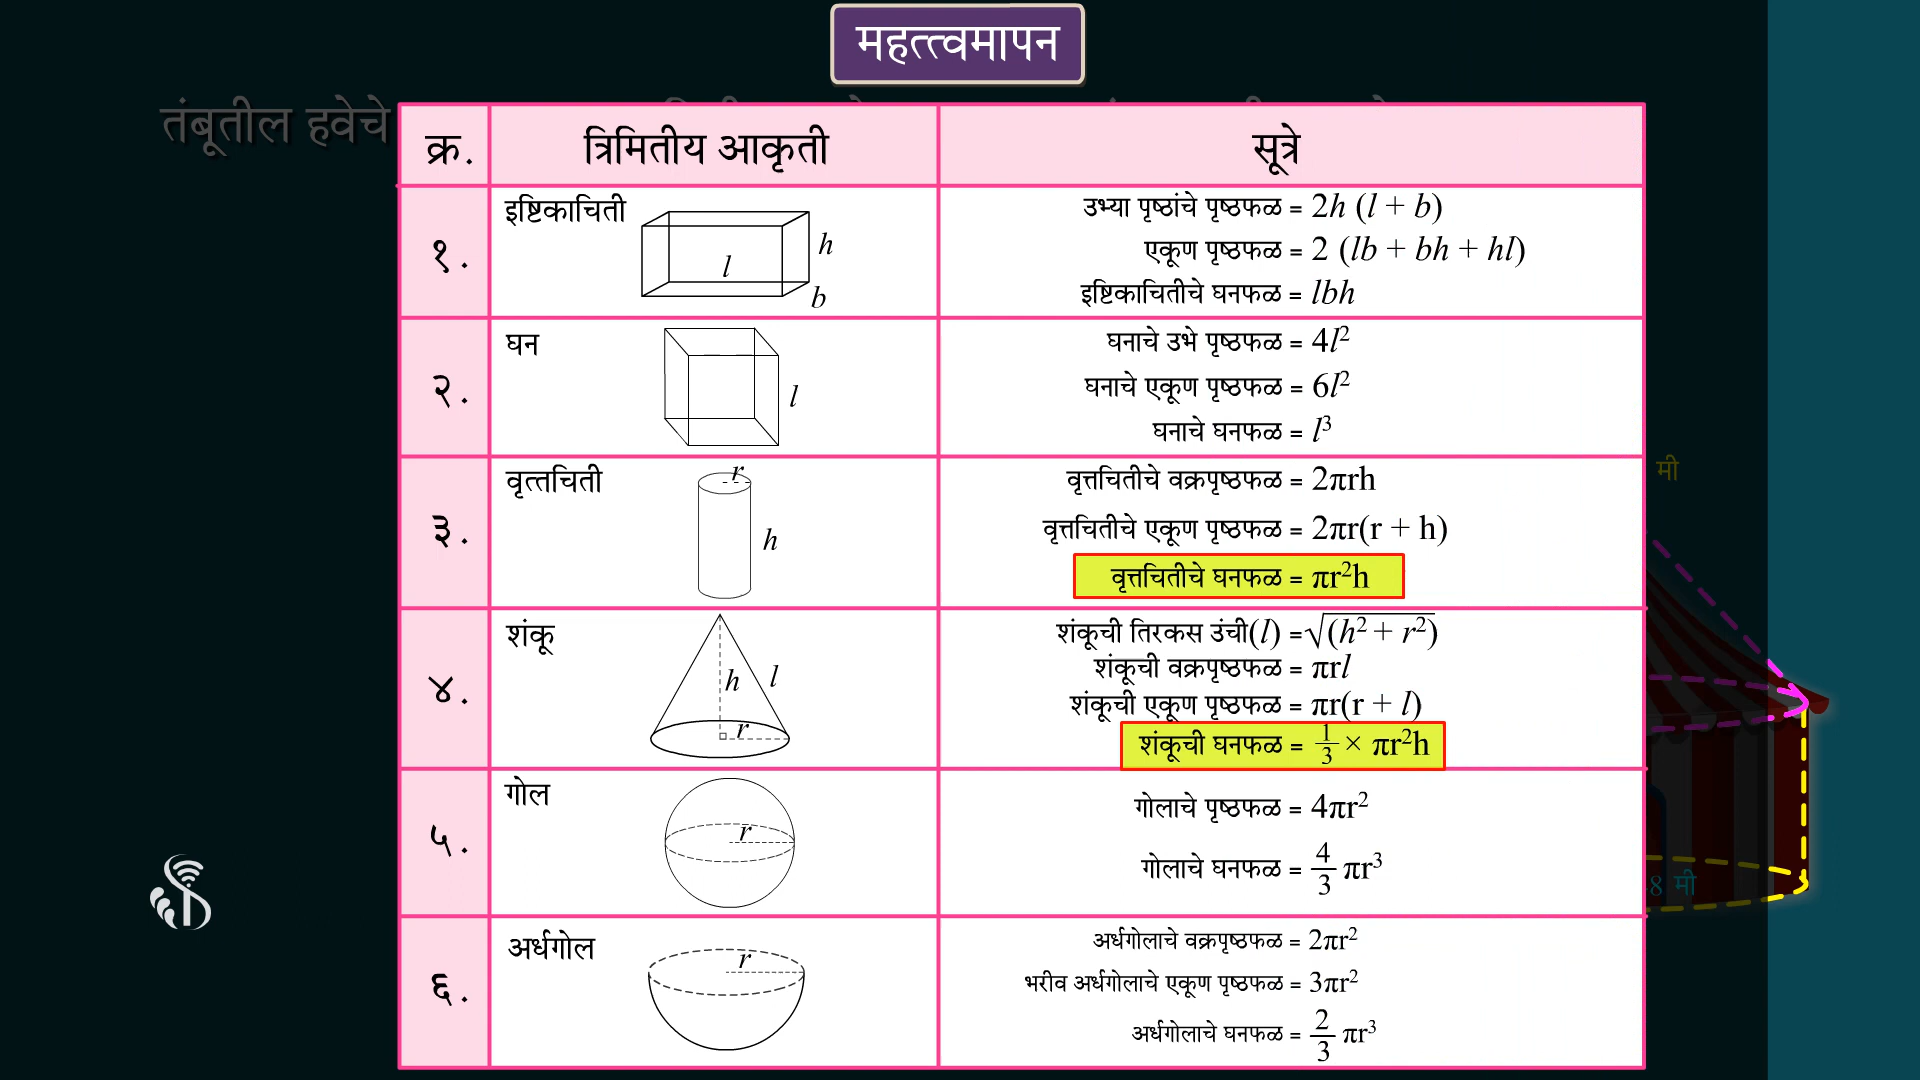 महत्त्वमापन
तंबूतील हवेचे
क्र. त्रिमितीय आकृती सूत्रे
१. इष्टिकाचिती l h b
उभ्या पृष्ठांचे पृष्ठफळ = 2h (l + b)
एकूण पृष्ठफळ = 2 (lb + bh + hl)
इष्टिकाचितीचे घनफळ = lbh
२. घन l
घनाचे उभे पृष्ठफळ = 4l²
घनाचे एकूण पृष्ठफळ = 6l²
घनाचे घनफळ = l³
३. वृत्तचिती r h
वृत्तचितीचे वक्रपृष्ठफळ = 2πrh
वृत्तचितीचे एकूण पृष्ठफळ = 2πr(r + h)
वृत्तचितीचे घनफळ = πr²h
४. शंकू h l r
शंकूची तिरकस उंची(l) =√(h² + r²)
शंकूची वक्रपृष्ठफळ = πrl
शंकूची एकूण पृष्ठफळ = πr(r + l)
शंकूची घनफळ = 1/3 × πr²h
५. गोल r
गोलाचे पृष्ठफळ = 4πr²
गोलाचे घनफळ = 4/3 πr³
६. अर्धगोल r
अर्धगोलाचे वक्रपृष्ठफळ = 2πr²
भरीव अर्धगोलाचे एकूण पृष्ठफळ = 3πr²
अर्धगोलाचे घनफळ = 2/3 πr³
मी
8 मी